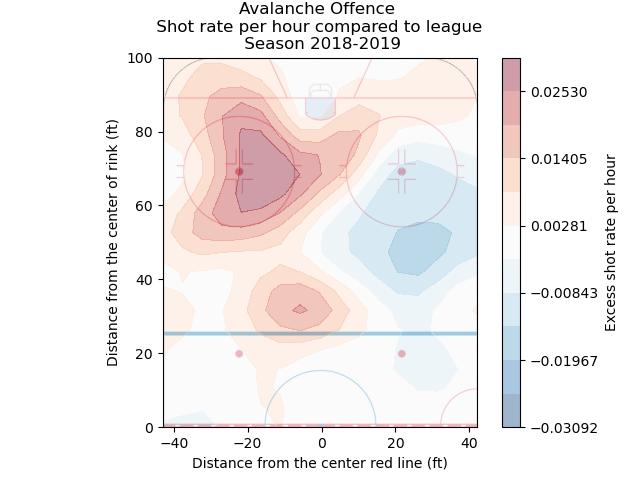 Avalanche Offence
Shot rate per hour compared to league
Season 2018-2019
100
80
60
40
20
0
Distance from the center of rink (ft)
−40
−20
0
20
40
Distance from the center red line (ft)
0.02530
0.01405
0.00281
−0.00843
−0.01967
−0.03092
Excess shot rate per hour